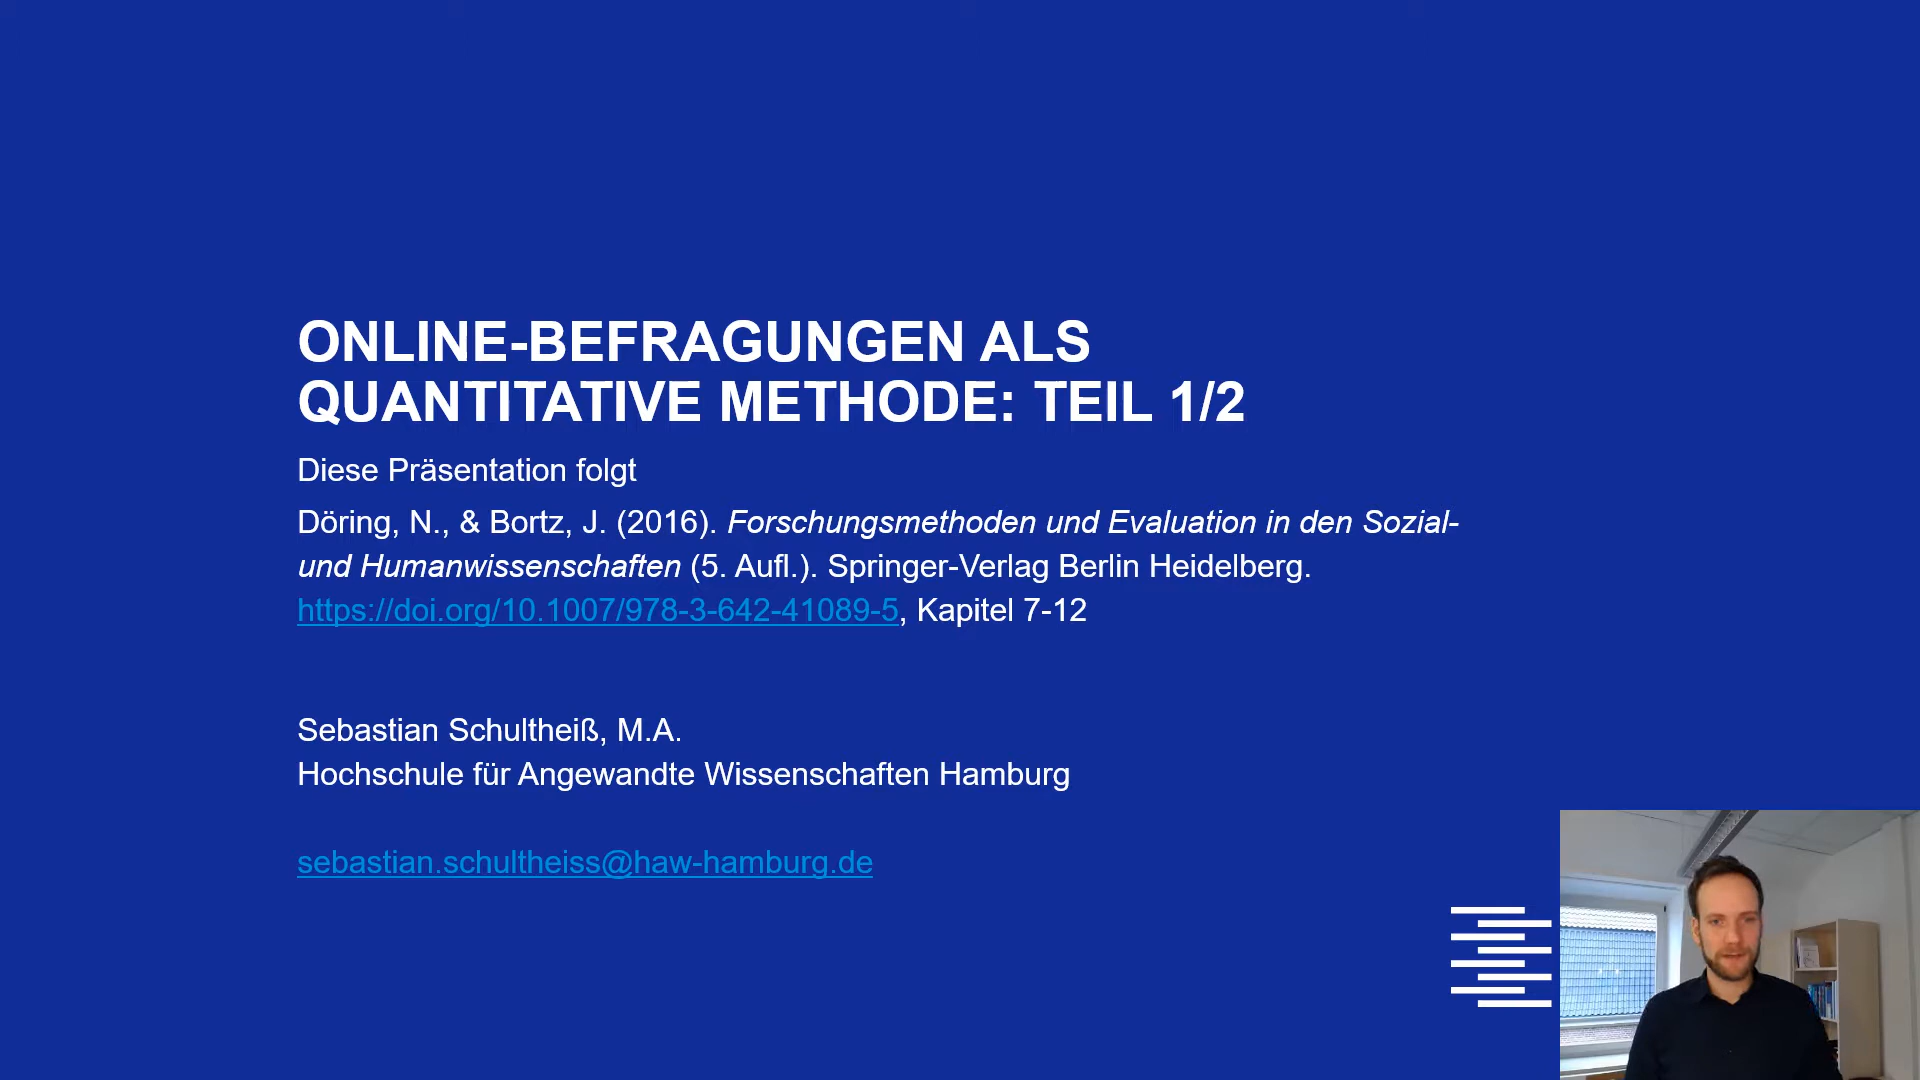 ONLINE-BEFRAGUNGEN ALS
QUANTITATIVE METHODE: TEIL 1/2
Diese Präsentation folgt
Döring, N., & Bortz, J. (2016). Forschungsmethoden und Evaluation in den Sozial-
und Humanwissenschaften (5. Aufl.). Springer-Verlag Berlin Heidelberg.
https://doi.org/10.1007/978-3-642-41089-5, Kapitel 7-12
Sebastian Schultheiß, M.A.
Hochschule für Angewandte Wissenschaften Hamburg
sebastian.schultheiss@haw-hamburg.de